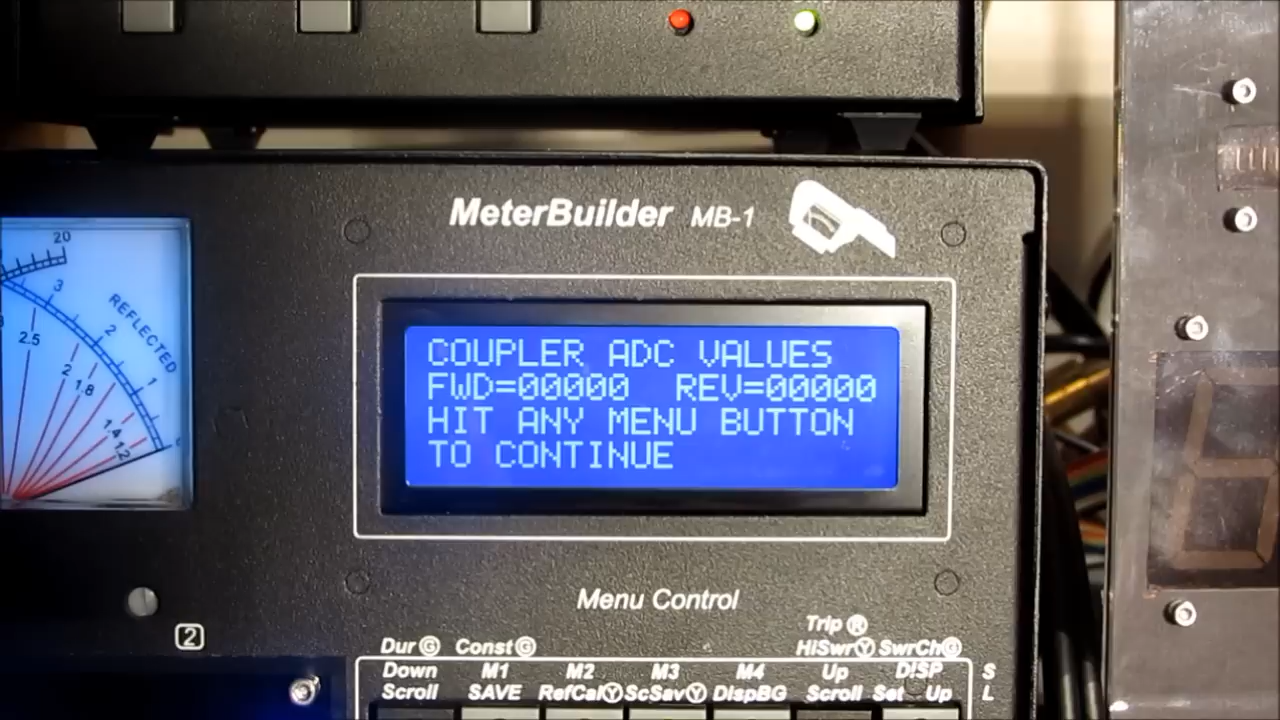 MeterBuilder MB-1
20
3
2.5
2
1.8
2
1
1.4
1.2
REFLECTED
COUPLER ADC VALUES
FWD=00000 REV=00000
HIT ANY MENU BUTTON
TO CONTINUE
Menu Control
2
Trip R
Dur G Const G HISwr Y SwrCh G
Down M1 M2 M3 M4 Up DISP S
Scroll SAVE RefCal Y ScSav Y DispBG Scroll Set Up L